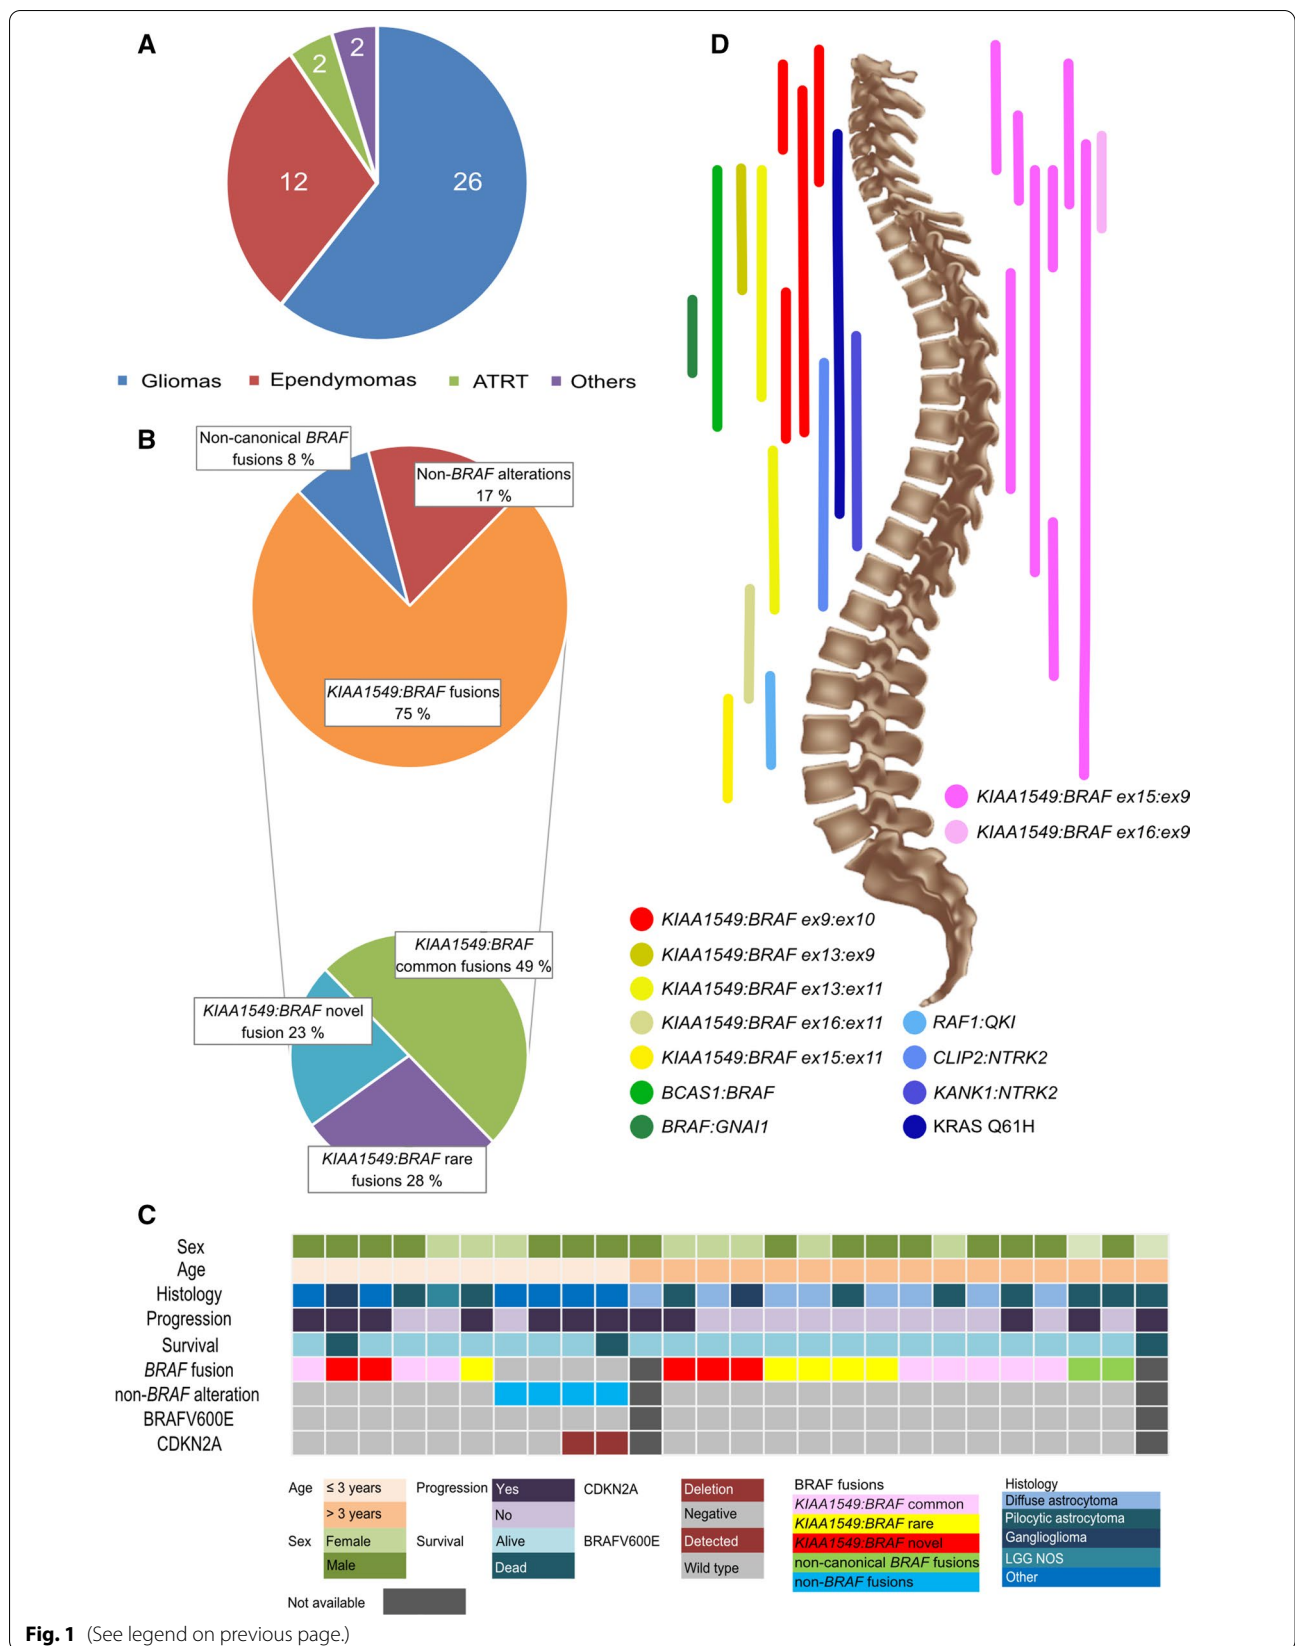 A
2
2
12
26
Gliomas
Ependymomas
ATRT
Others
B
Non-canonical BRAF
fusions 8 %
Non-BRAF alterations
17 %
KIAA1549:BRAF fusions
75 %
KIAA1549:BRAF
common fusions 49 %
KIAA1549:BRAF novel
fusion 23 %
KIAA1549:BRAF rare
fusions 28 %
D
KIAA1549:BRAF ex15:ex9
KIAA1549:BRAF ex16:ex9
KIAA1549:BRAF ex9:ex10
KIAA1549:BRAF ex13:ex9
KIAA1549:BRAF ex13:ex11
KIAA1549:BRAF ex16:ex11
KIAA1549:BRAF ex15:ex11
BCAS1:BRAF
BRAF:GNAI1
RAF1:QKI
CLIP2:NTRK2
KANK1:NTRK2
KRAS Q61H
C
Sex
Age
Histology
Progression
Survival
BRAF fusion
non-BRAF alteration
BRAFV600E
CDKN2A
Age
≤ 3 years
> 3 years
Sex
Female
Male
Not available
Progression
Yes
No
Survival
Alive
Dead
CDKN2A
Deletion
Negative
BRAFV600E
Detected
Wild type
BRAF fusions
KIAA1549:BRAF common
KIAA1549:BRAF rare
KIAA1549:BRAF novel
non-canonical BRAF fusions
non-BRAF fusions
Histology
Diffuse astrocytoma
Pilocytic astrocytoma
Ganglioglioma
LGG NOS
Other
Fig. 1 (See legend on previous page.)